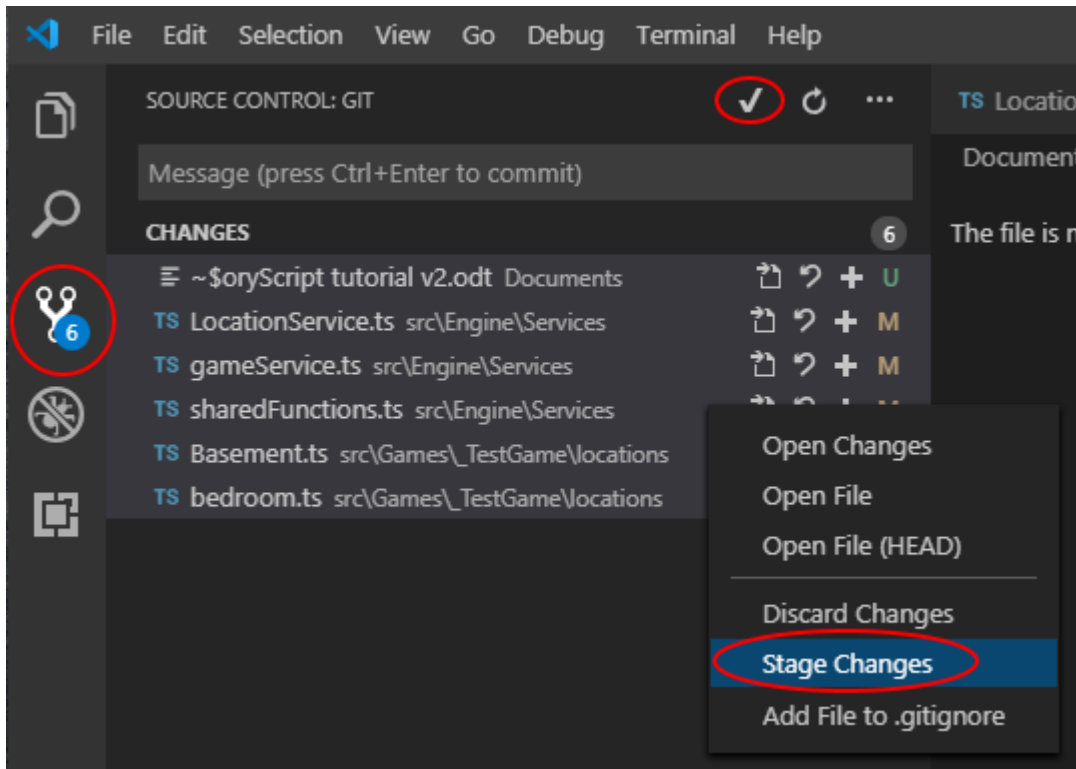 File Edit Selection View Go Debug Terminal Help
SOURCE CONTROL: GIT
TS Locatio
Message (press Ctrl+Enter to commit)
Document
CHANGES 6
The file is n
~$oryScript tutorial v2.odt Documents U
6
TS LocationService.ts src\Engine\Services M
TS gameService.ts src\Engine\Services M
TS sharedFunctions.ts src\Engine\Services
TS Basement.ts src\Games\_TestGame\locations
TS bedroom.ts src\Games\_TestGame\locations
Open Changes
Open File
Open File (HEAD)
Discard Changes
Stage Changes
Add File to .gitignore